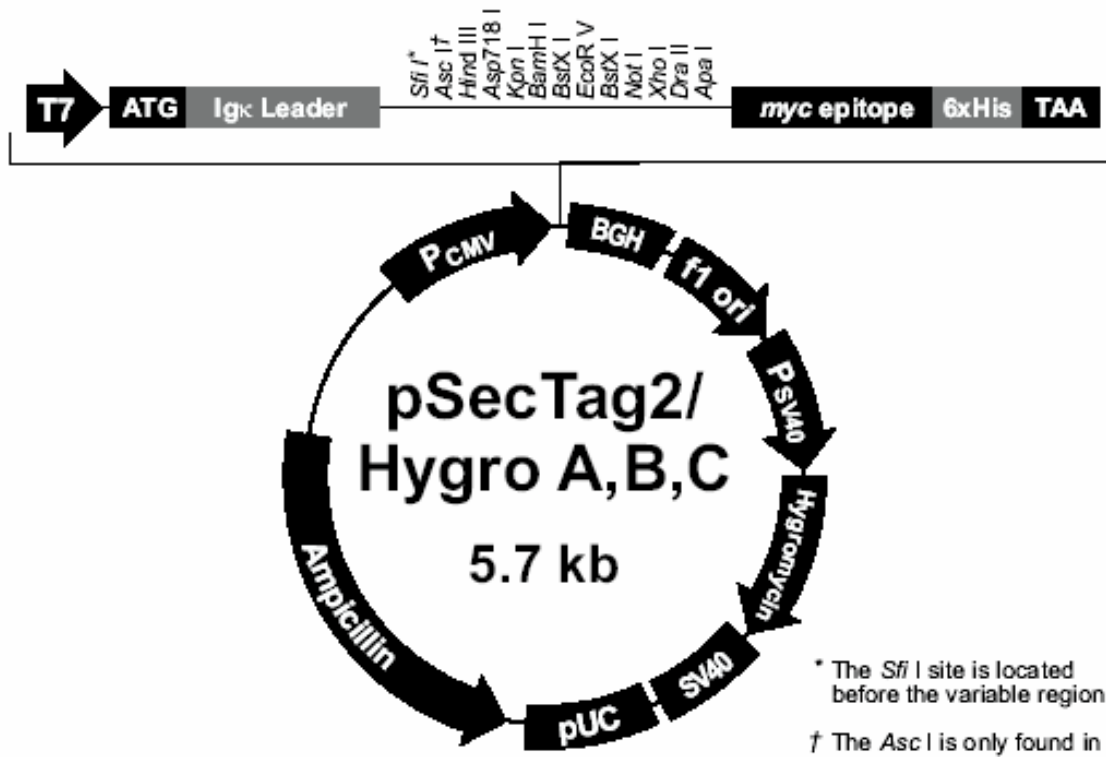 Sfi I*
Asc I†
Hind III
Asp718 I
Kpn I
BamH I
BstX I
EcoR V
BstX I
Not I
Xho I
Dra II
Apa I
T7 ATG Igκ Leader myc epitope 6xHis TAA
PCMV
BGH
f1 ori
PSV40
Hygromycin
SV40
pUC
Ampicillin
pSecTag2/
Hygro A,B,C
5.7 kb
* The Sfi I site is located
before the variable region
† The Asc I is only found in